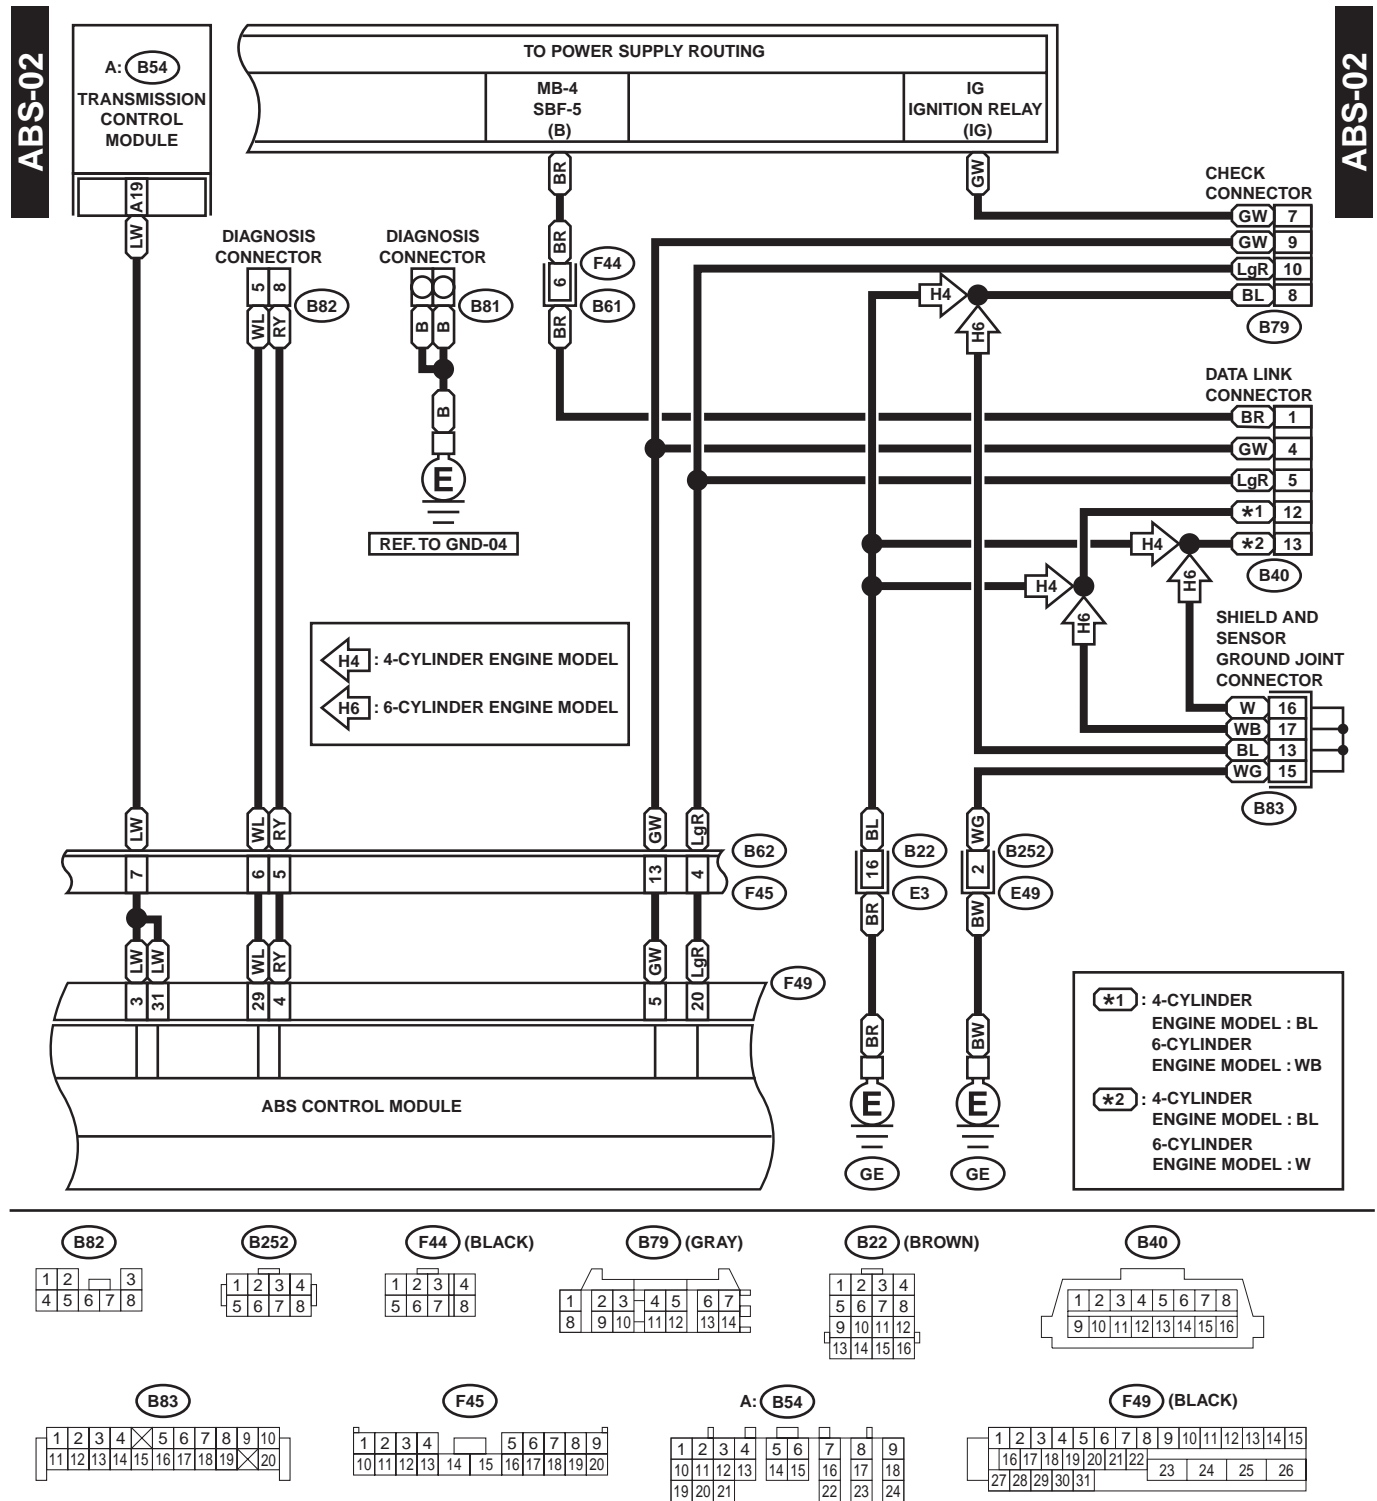 ABS-02
ABS-02
A: B54
TRANSMISSION
CONTROL
MODULE
A19
LW
TO POWER SUPPLY ROUTING
MB-4
SBF-5
(B)
IG
IGNITION RELAY
(IG)
BR
GW
CHECK
CONNECTOR
GW 7
GW 9
LgR 10
BL 8
B79
DIAGNOSIS
CONNECTOR
5 8
B82
WL RY
DIAGNOSIS
CONNECTOR
B81
B B
B
E
REF. TO GND-04
BR
6
F44
B61
BR
H4
H6
DATA LINK
CONNECTOR
BR 1
GW 4
LgR 5
*1 12
*2 13
B40
H4
H6
H4
H6
SHIELD AND
SENSOR
GROUND JOINT
CONNECTOR
W 16
WB 17
BL 13
WG 15
B83
H4 : 4-CYLINDER ENGINE MODEL
H6 : 6-CYLINDER ENGINE MODEL
LW WL RY GW LgR BL WG
7 6 5 13 4
B62
F45
16
B22
E3
2
B252
E49
BR BW
LW LW WL RY GW LgR
3 31 29 4 5 20
F49
ABS CONTROL MODULE
BR BW
E E
GE GE
*1 : 4-CYLINDER
ENGINE MODEL : BL
6-CYLINDER
ENGINE MODEL : WB
*2 : 4-CYLINDER
ENGINE MODEL : BL
6-CYLINDER
ENGINE MODEL : W
B82
1 2 3
4 5 6 7 8
B252
1 2 3 4
5 6 7 8
F44 (BLACK)
1 2 3 4
5 6 7 8
B79 (GRAY)
1 2 3 4 5 6 7
8 9 10 11 12 13 14
B22 (BROWN)
1 2 3 4
5 6 7 8
9 10 11 12
13 14 15 16
B40
1 2 3 4 5 6 7 8
9 10 11 12 13 14 15 16
B83
1 2 3 4 5 6 7 8 9 10
11 12 13 14 15 16 17 18 19 20
F45
1 2 3 4 5 6 7 8 9
10 11 12 13 14 15 16 17 18 19 20
A: B54
1 2 3 4 5 6 7 8 9
10 11 12 13 14 15 16 17 18
19 20 21 22 23 24
F49 (BLACK)
1 2 3 4 5 6 7 8 9 10 11 12 13 14 15
16 17 18 19 20 21 22 23 24 25 26
27 28 29 30 31